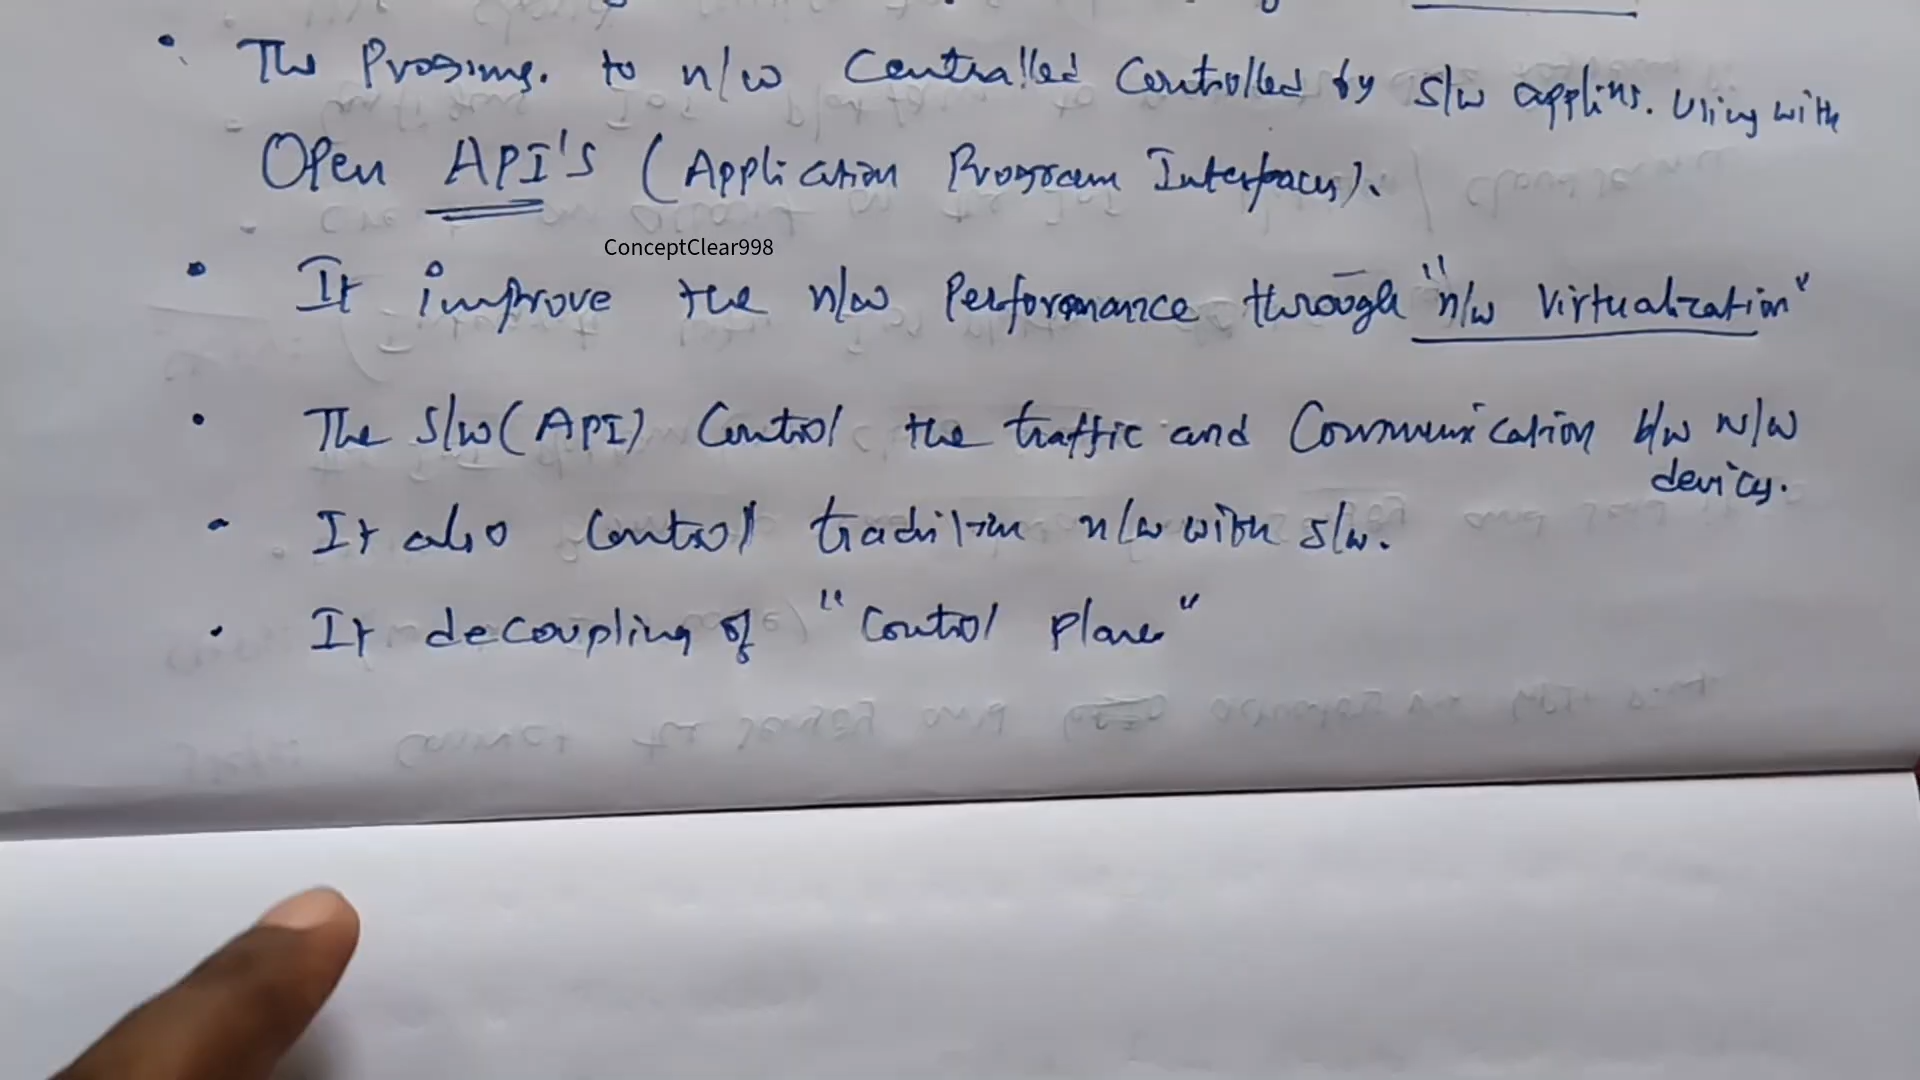 • The Progrmg. to n/w Centralled Controlled by S/w applins. Using with
Open API's (Application Program Interfaces).
ConceptClear998
• It improve the n/w Performance through "n/w Virtualization"
• The S/w (API) Control the traffic and Communication b/w N/w
devices.
• It also Control tradition n/w with s/w.
• It decoupling of "Control plane"